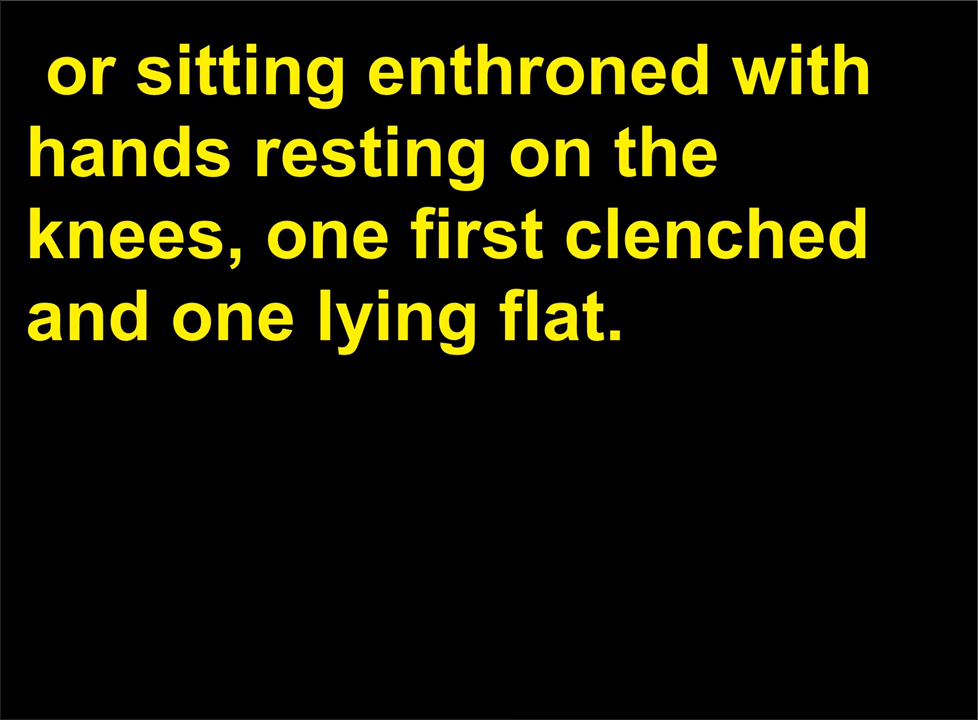 or sitting enthroned with
hands resting on the
knees, one first clenched
and one lying flat.